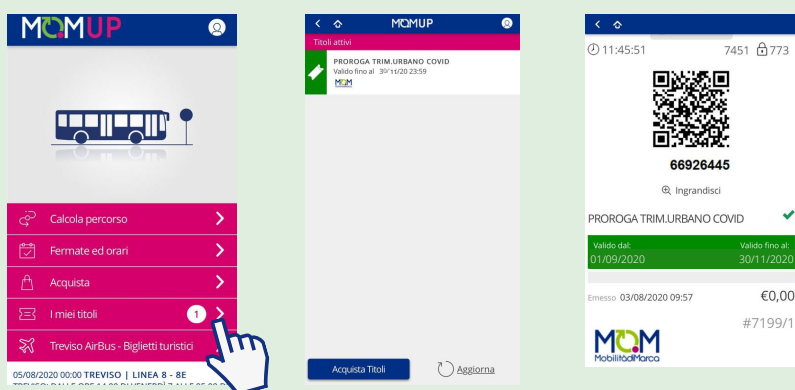 MOMUP
Calcola percorso
Fermate ed orari
Acquista
I miei titoli 1
Treviso AirBus - Biglietti turistici
05/08/2020 00:00 TREVISO | LINEA 8 - 8E
MOMUP
Titoli attivi
PROROGA TRIM.URBANO COVID
Valido fino al 30/11/20 23:59
MOM
Acquista Titoli
Aggiorna
11:45:51 7451 773
66926445
Ingrandisci
PROROGA TRIM.URBANO COVID
Valido dal: Valido fino al:
01/09/2020 30/11/2020
Emesso 03/08/2020 09:57 €0,00
#7199/1
MOM
MobilitàdiMarca